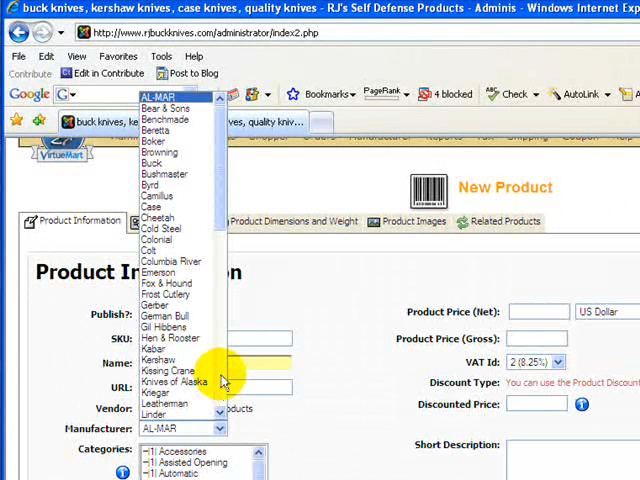 buck knives, kershaw knives, case knives, quality knives - RJ's Self Defense Products - Adminis - Windows Internet Exp
http://www.rjbuckknives.com/administrator/index2.php
File Edit View Favorites Tools Help
Contribute Edit in Contribute Post to Blog
Google Bookmarks PageRank 4 blocked Check AutoLink
buck knives, ke , quality kniv...
VirtueMart
New Product
Product Information Product Dimensions and Weight Product Images Related Products
Product In on
AL-MAR
Bear & Sons
Benchmade
Beretta
Boker
Browning
Buck
Bushmaster
Byrd
Camillus
Case
Cheetah
Cold Steel
Colonial
Colt
Columbia River
Emerson
Fox & Hound
Frost Cutlery
Gerber
German Bull
Gil Hibbens
Hen & Rooster
Kabar
Kershaw
Kissing Crane
Knives of Alaska
Kriegar
Leatherman
Linder
Publish?:
SKU:
Name:
URL:
Vendor: oducts
Manufacturer: AL-MAR
Categories: -|1| Accessories
-|1| Assisted Opening
-|1| Automatic
Product Price (Net): US Dollar
Product Price (Gross):
VAT Id: 2 (8.25%)
Discount Type: You can use the Product Discount
Discounted Price:
Short Description: